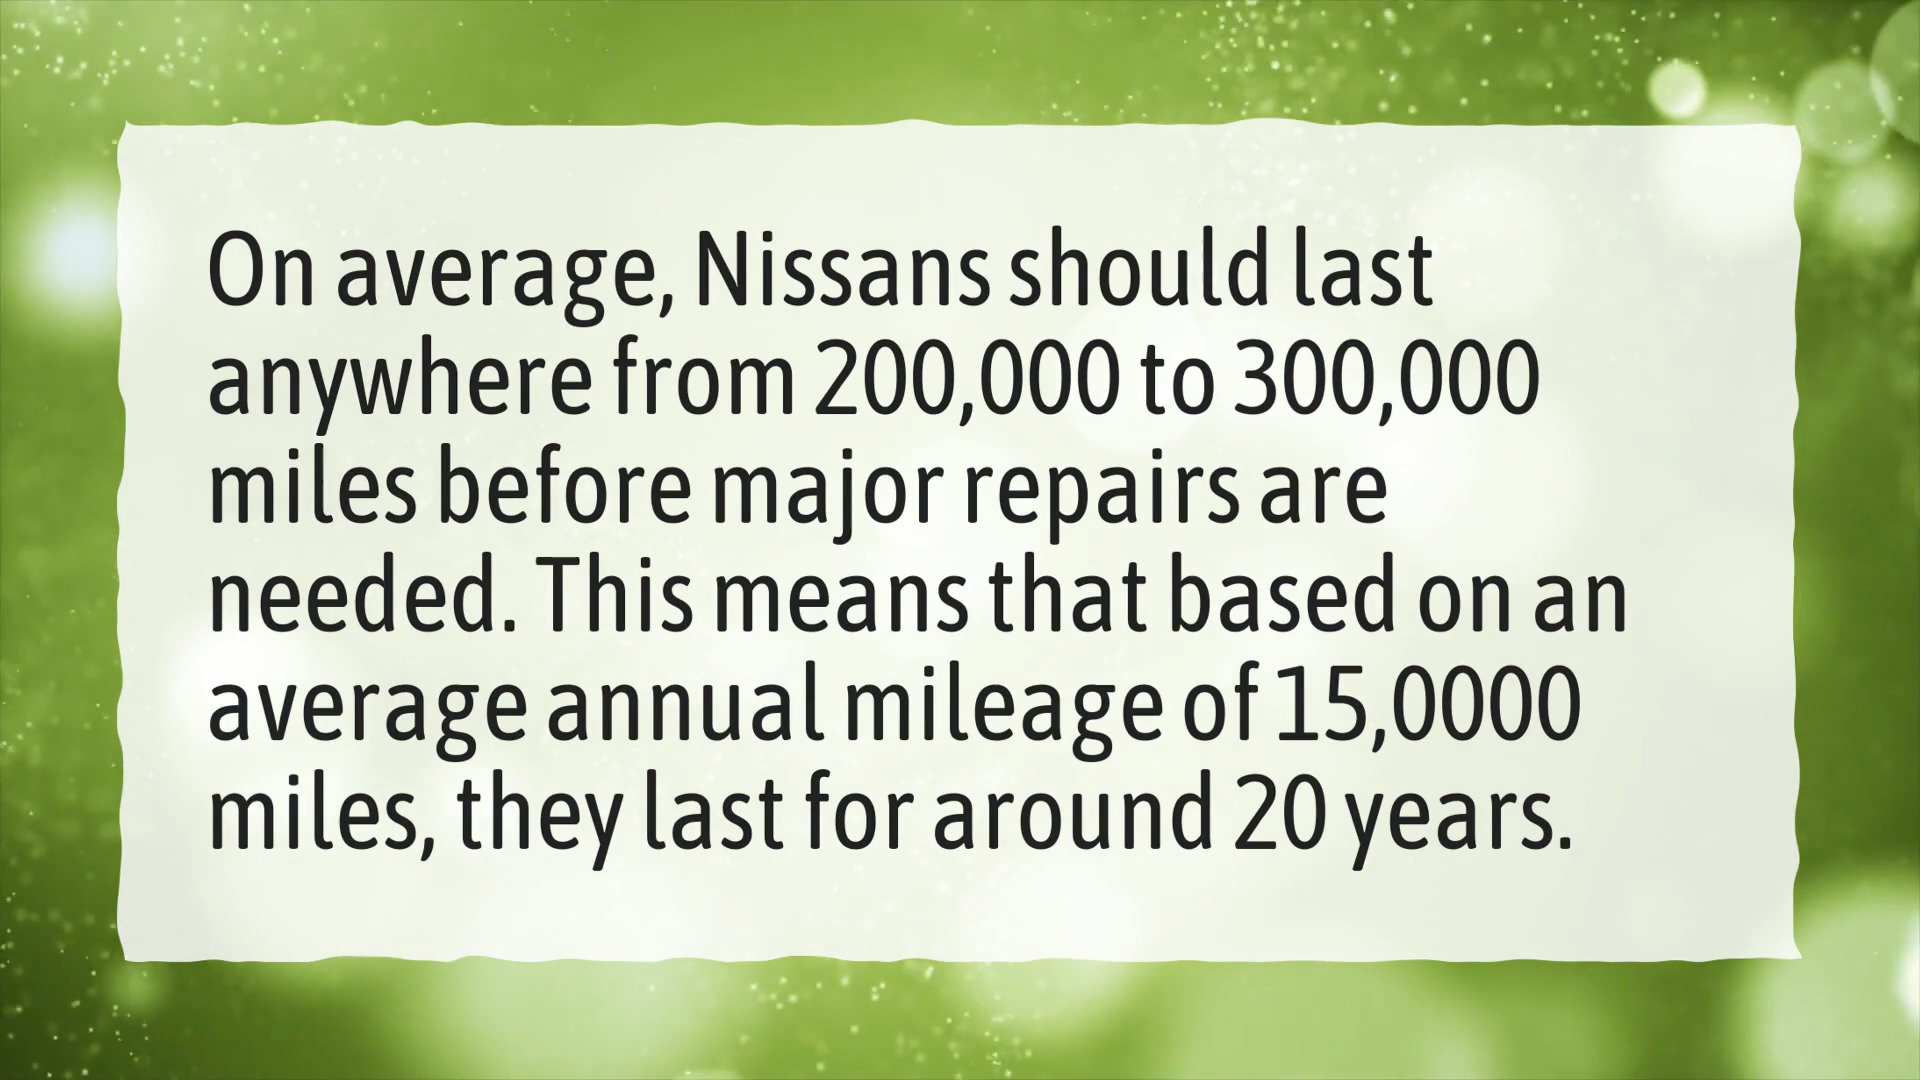 On average, Nissans should last
anywhere from 200,000 to 300,000
miles before major repairs are
needed. This means that based on an
average annual mileage of 15,0000
miles, they last for around 20 years.